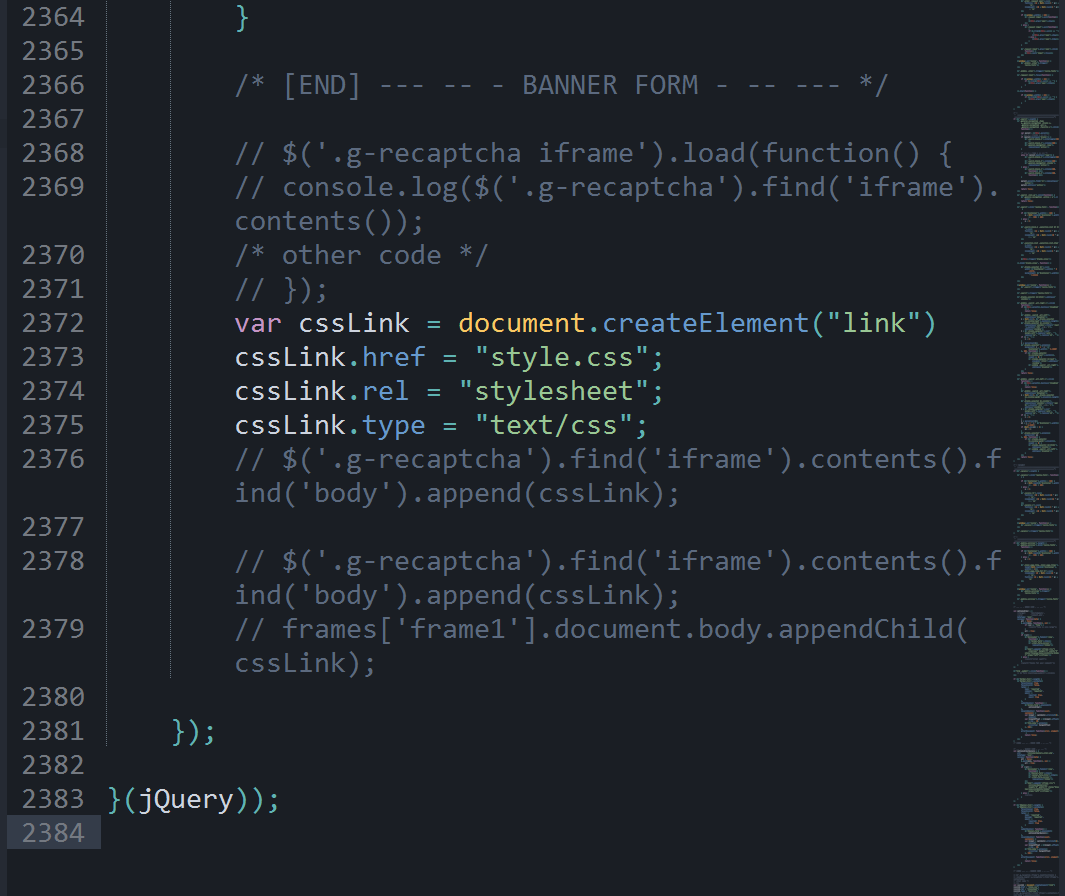 2364 }
2365
2366 /* [END] --- -- - BANNER FORM - -- --- */
2367
2368 // $('.g-recaptcha iframe').load(function() {
2369 // console.log($('.g-recaptcha').find('iframe').
contents());
2370 /* other code */
2371 // });
2372 var cssLink = document.createElement("link")
2373 cssLink.href = "style.css";
2374 cssLink.rel = "stylesheet";
2375 cssLink.type = "text/css";
2376 // $('.g-recaptcha').find('iframe').contents().f
ind('body').append(cssLink);
2377
2378 // $('.g-recaptcha').find('iframe').contents().f
ind('body').append(cssLink);
2379 // frames['frame1'].document.body.appendChild(
cssLink);
2380
2381 });
2382
2383 }(jQuery));
2384